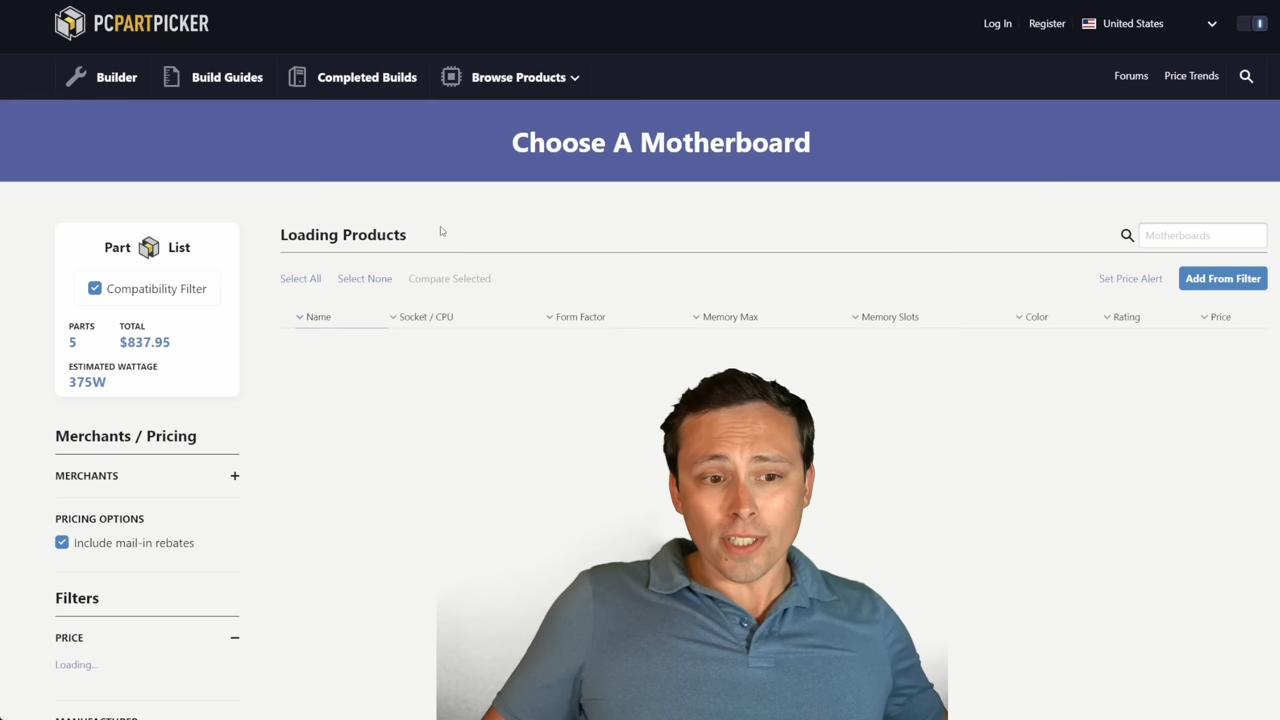 PCPARTPICKER
Log In Register United States
Builder Build Guides Completed Builds Browse Products
Forums Price Trends
Choose A Motherboard
Part List
Compatibility Filter
PARTS TOTAL
5 $837.95
ESTIMATED WATTAGE
375W
Merchants / Pricing
MERCHANTS +
PRICING OPTIONS
Include mail-in rebates
Filters
PRICE −
Loading...
MANUFACTURER
Loading Products
Motherboards
Select All Select None Compare Selected
Set Price Alert Add From Filter
Name Socket / CPU Form Factor Memory Max Memory Slots Color Rating Price